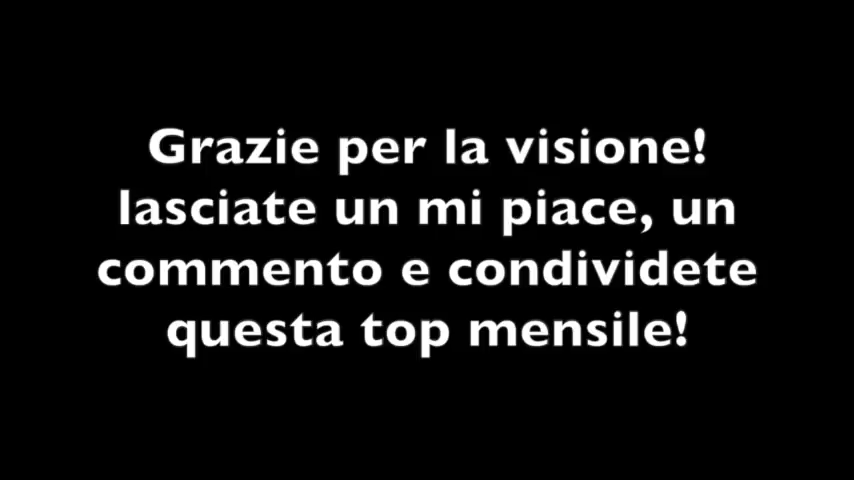 Grazie per la visione!
lasciate un mi piace, un
commento e condividete
questa top mensile!